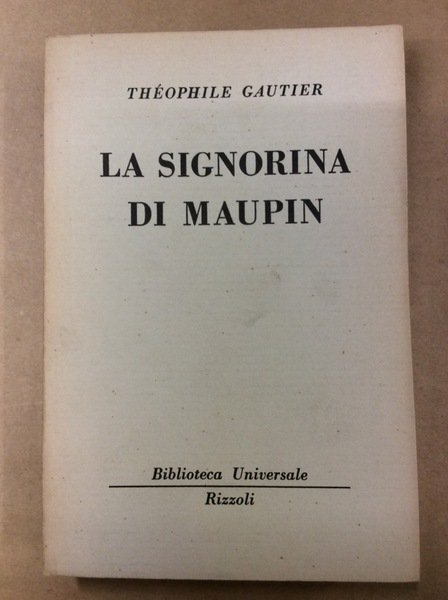 THÉOPHILE GAUTIER
LA SIGNORINA
DI MAUPIN
Biblioteca Universale
Rizzoli